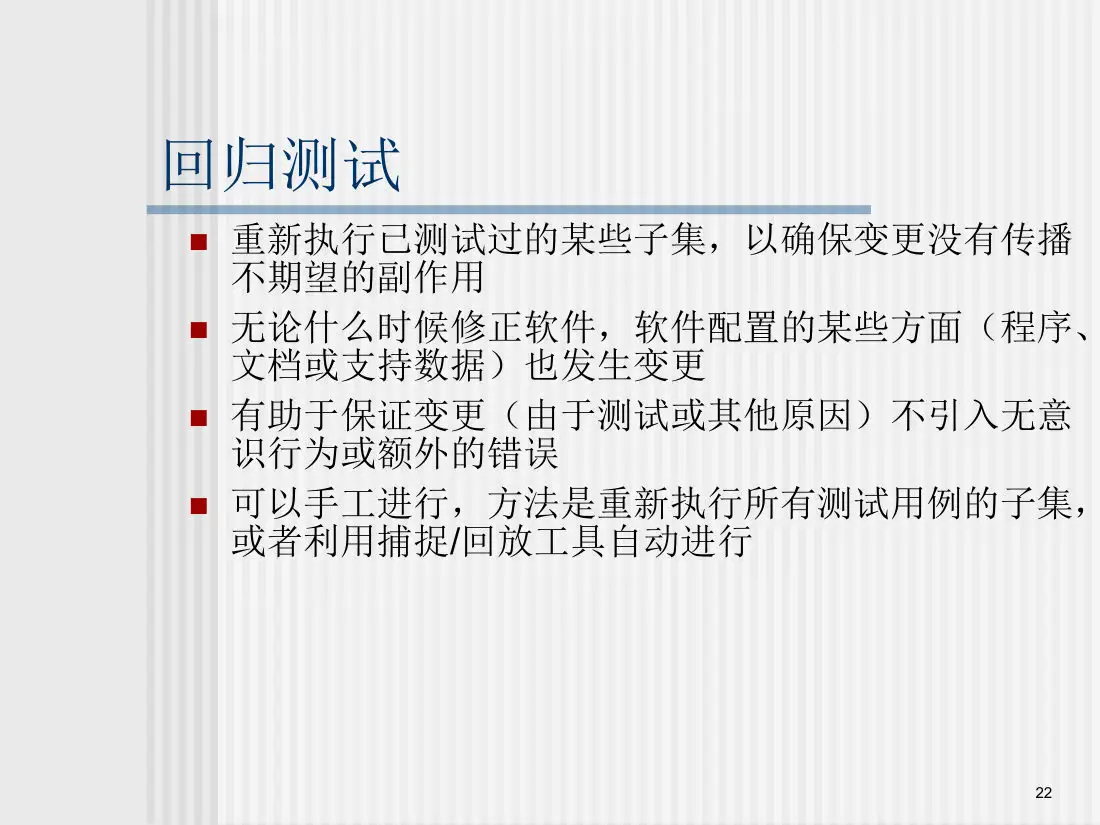 回归测试
重新执行已测试过的某些子集，以确保变更没有传播
不期望的副作用
无论什么时候修正软件，软件配置的某些方面（程序、
文档或支持数据）也发生变更
有助于保证变更（由于测试或其他原因）不引入无意
识行为或额外的错误
可以手工进行，方法是重新执行所有测试用例的子集，
或者利用捕捉/回放工具自动进行
22